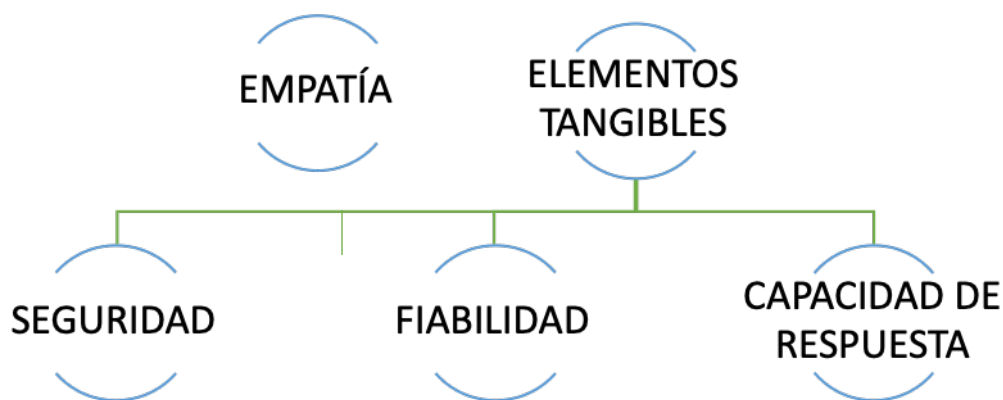 EMPATÍA
ELEMENTOS
TANGIBLES
SEGURIDAD
FIABILIDAD
CAPACIDAD DE
RESPUESTA